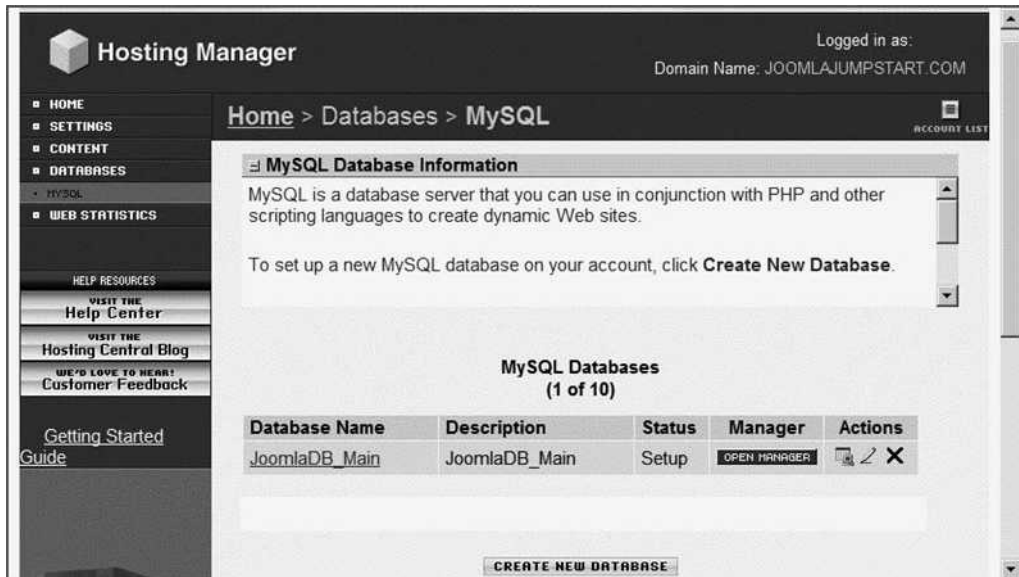 Hosting Manager
Logged in as:
Domain Name: JOOMLAJUMPSTART.COM
HOME
SETTINGS
CONTENT
DATABASES
MYSQL
WEB STATISTICS
HELP RESOURCES
VISIT THE
Help Center
VISIT THE
Hosting Central Blog
WE'D LOVE TO HEAR!
Customer Feedback
Getting Started
Guide
Home > Databases > MySQL
ACCOUNT LIST
MySQL Database Information
MySQL is a database server that you can use in conjunction with PHP and other
scripting languages to create dynamic Web sites.
To set up a new MySQL database on your account, click Create New Database.
MySQL Databases
(1 of 10)
Database Name Description Status Manager Actions
JoomlaDB_Main JoomlaDB_Main Setup OPEN MANAGER
CREATE NEW DATABASE